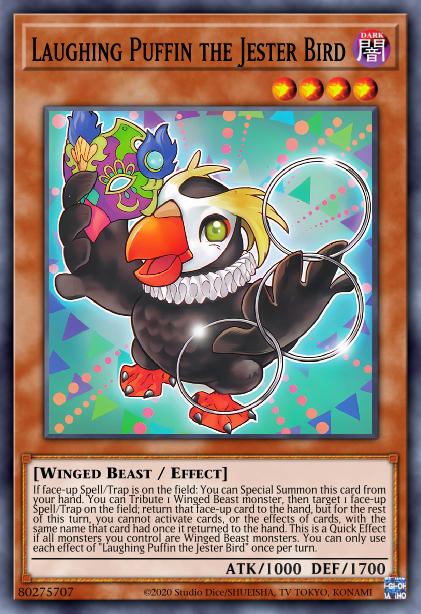 LAUGHING PUFFIN THE JESTER BIRD
DARK
闇
[WINGED BEAST / EFFECT]
If face-up Spell/Trap is on the field: You can Special Summon this card from
your hand. You can Tribute 1 Winged Beast monster, then target 1 face-up
Spell/Trap on the field; return that face-up card to the hand, but for the rest
of this turn, you cannot activate cards, or the effects of cards, with the
same name that card had once it returned to the hand. This is a Quick Effect
if all monsters you control are Winged Beast monsters. You can only use
each effect of "Laughing Puffin the Jester Bird" once per turn.
ATK/1000 DEF/1700
80275707 ©2020 Studio Dice/SHUEISHA, TV TOKYO, KONAMI